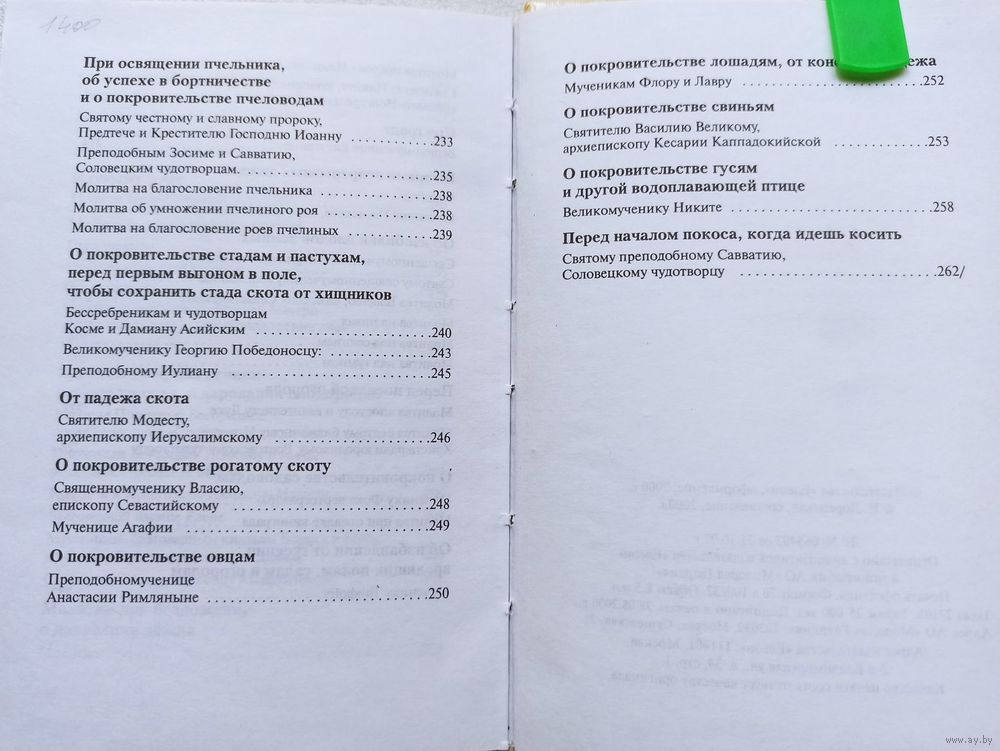 1400
При освящении пчельника,
об успехе в бортничестве
и о покровительстве пчеловодам
Святому честному и славному пророку,
Предтече и Крестителю Господню Иоанну ...............233
Преподобным Зосиме и Савватию,
Соловецким чудотворцам. ............................235
Молитва на благословение пчельника .................238
Молитва об умножении пчелиного роя .................238
Молитва на благословение роев пчелиных .............239
О покровительстве стадам и пастухам,
перед первым выгоном в поле,
чтобы сохранить стада скота от хищников
Бессребреникам и чудотворцам
Косме и Дамиану Асийским ...........................240
Великомученику Георгию Победоносцу: ................243
Преподобному Иулиану ...............................245
От падежа скота
Святителю Модесту,
архиепископу Иерусалимскому ........................246
О покровительстве рогатому скоту
Священномученику Власию,
епископу Севастийскому .............................248
Мученице Агафии ....................................249
О покровительстве овцам
Преподобномученице
Анастасии Римляныне ................................250
О покровительстве лошадям, от
Мученикам Флору и Лавру ............................252
О покровительстве свиньям
Святителю Василию Великому,
архиепископу Кесарии Каппадокийской ................253
О покровительстве гусям
и другой водоплавающей птице
Великомученику Никите ..............................258
Перед началом покоса, когда идешь косить
Святому преподобному Савватию,
Соловецкому чудотворцу .............................262/
www.ay.by